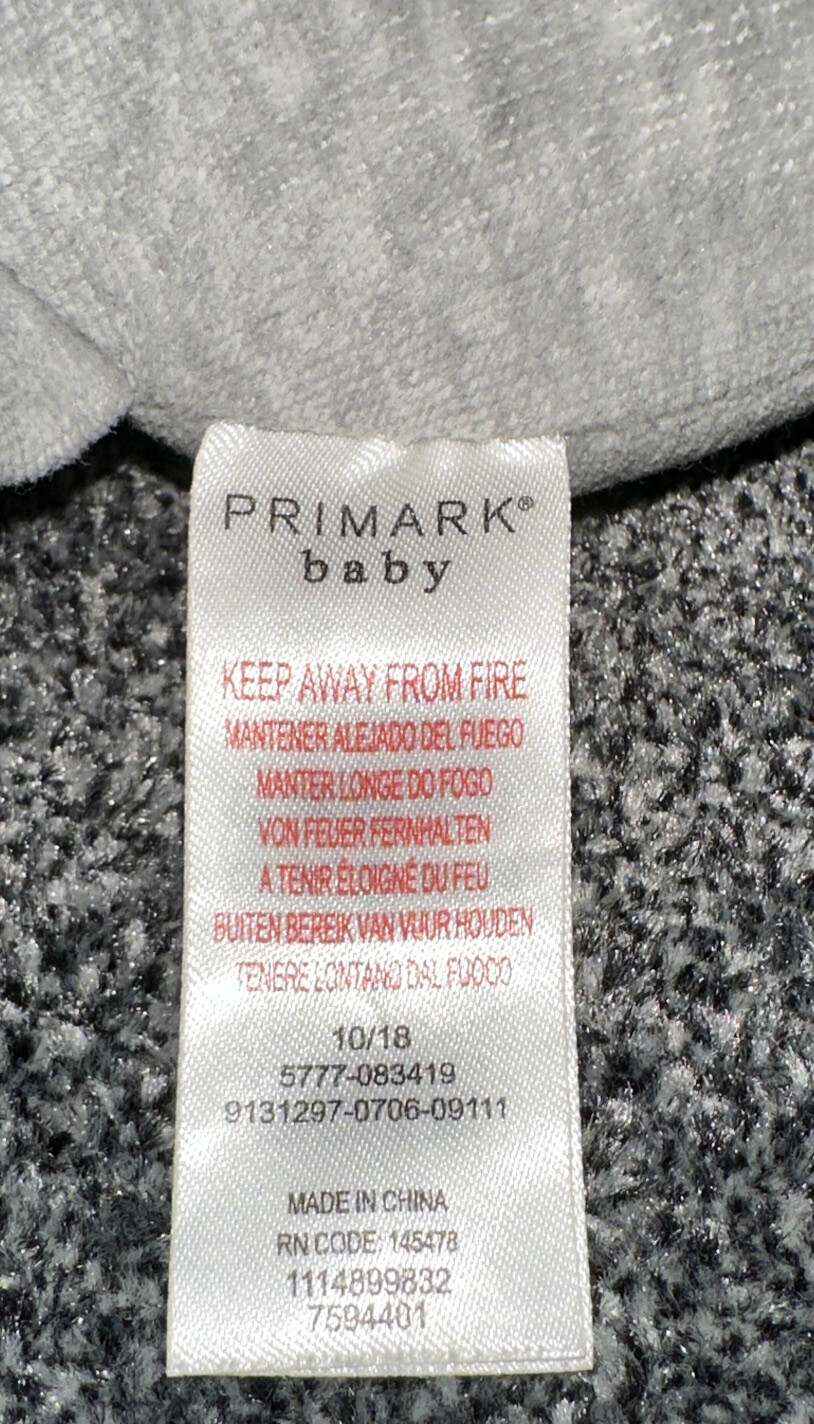 PRIMARK®
baby
KEEP AWAY FROM FIRE
MANTENER ALEJADO DEL FUEGO
MANTER LONGE DO FOGO
VON FEUER FERNHALTEN
A TENIR ÉLOIGNÉ DU FEU
BUITEN BEREIK VAN VUUR HOUDEN
TENERE LONTANO DAL FUOCO
10/18
5777-083419
9131297-0706-09111
MADE IN CHINA
RN CODE: 145478
1114899832
7594401